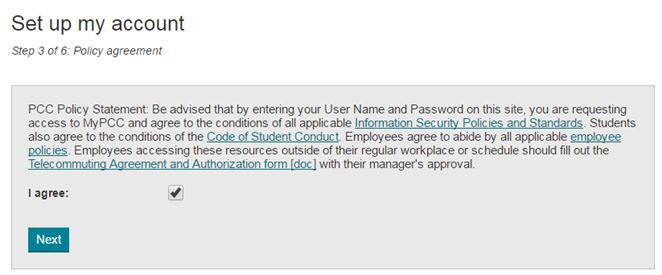 Set up my account
Step 3 of 6: Policy agreement
PCC Policy Statement: Be advised that by entering your User Name and Password on this site, you are requesting
access to MyPCC and agree to the conditions of all applicable Information Security Policies and Standards. Students
also agree to the conditions of the Code of Student Conduct. Employees agree to abide by all applicable employee
policies. Employees accessing these resources outside of their regular workplace or schedule should fill out the
Telecommuting Agreement and Authorization form [doc] with their manager's approval.
I agree:
Next